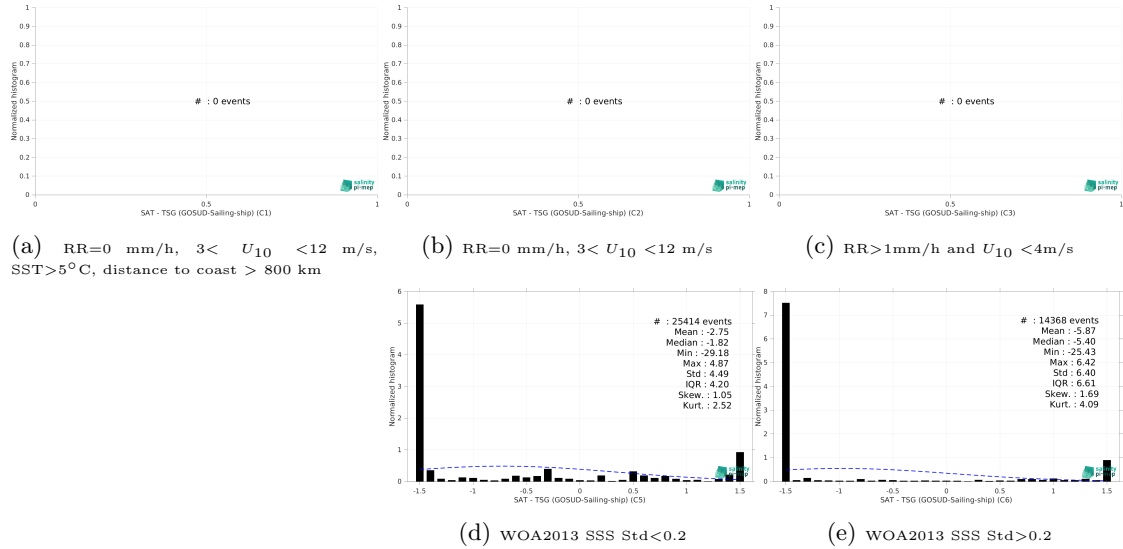 1
0.9
0.8
0.7
0.6
0.5
0.4
0.3
0.2
0.1
0
Normalized histogram
# : 0 events
salinity
pi-mep
0 0.5 1
SAT - TSG (GOSUD-Sailing-ship) (C1)
1
0.9
0.8
0.7
0.6
0.5
0.4
0.3
0.2
0.1
0
Normalized histogram
# : 0 events
salinity
pi-mep
0 0.5 1
SAT - TSG (GOSUD-Sailing-ship) (C2)
1
0.9
0.8
0.7
0.6
0.5
0.4
0.3
0.2
0.1
0
Normalized histogram
# : 0 events
salinity
pi-mep
0 0.5 1
SAT - TSG (GOSUD-Sailing-ship) (C3)
(a) RR=0 mm/h, 3< U10 <12 m/s,
SST>5°C, distance to coast > 800 km
(b) RR=0 mm/h, 3< U10 <12 m/s
(c) RR>1mm/h and U10 <4m/s
6
5
4
3
2
1
0
Normalized histogram
# : 25414 events
Mean : -2.75
Median : -1.82
Min : -29.18
Max : 4.87
Std : 4.49
IQR : 4.20
Skew. : 1.05
Kurt. : 2.52
salinity
pi-mep
-1.5 -1 -0.5 0 0.5 1 1.5
SAT - TSG (GOSUD-Sailing-ship) (C5)
8
7
6
5
4
3
2
1
0
Normalized histogram
# : 14368 events
Mean : -5.87
Median : -5.40
Min : -25.43
Max : 6.42
Std : 6.40
IQR : 6.61
Skew. : 1.69
Kurt. : 4.09
salinity
pi-mep
-1.5 -1 -0.5 0 0.5 1 1.5
SAT - TSG (GOSUD-Sailing-ship) (C6)
(d) WOA2013 SSS Std<0.2
(e) WOA2013 SSS Std>0.2